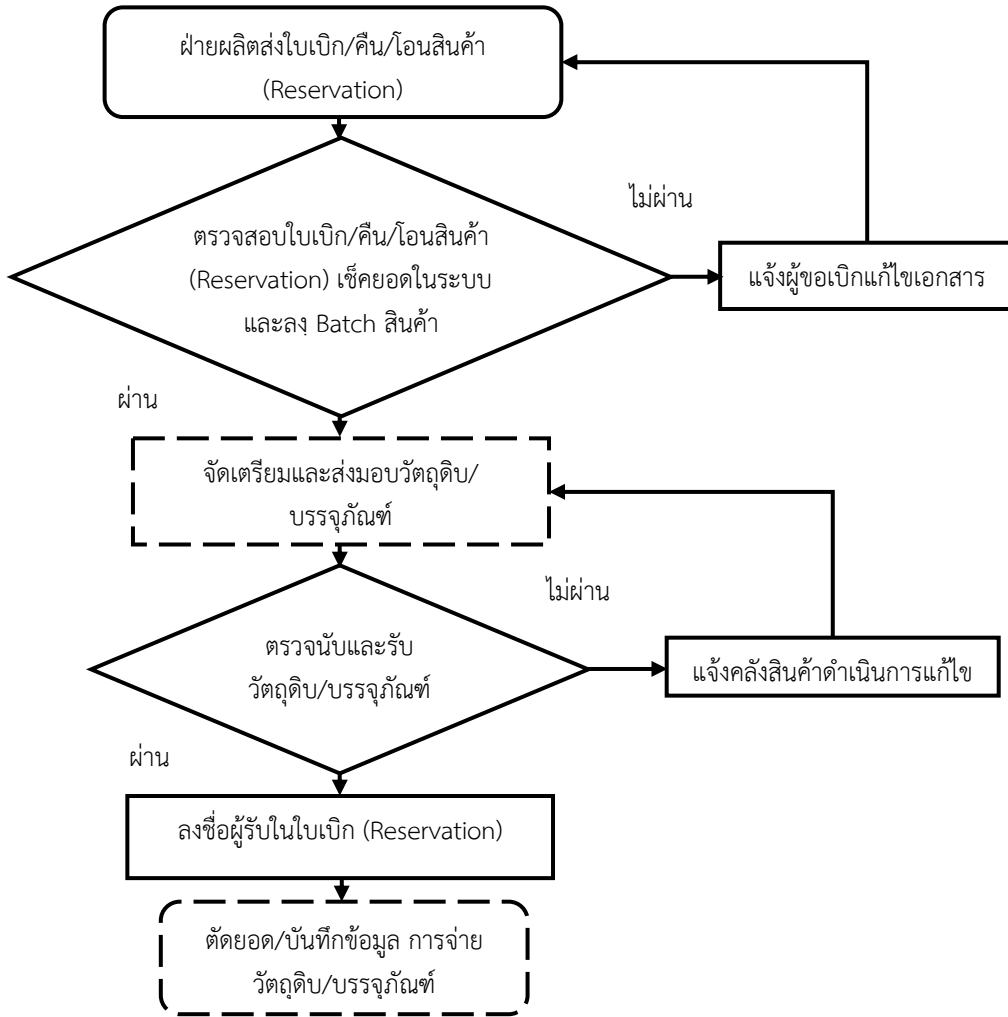 ฝ่ายผลิตส่งใบเบิก/คืน/โอนสินค้า
(Reservation)
ไม่ผ่าน
ตรวจสอบใบเบิก/คืน/โอนสินค้า
(Reservation) เช็คยอดในระบบ
และลงฺ Batch สินค้า
แจ้งผู้ขอเบิกแก้ไขเอกสาร
ผ่าน
จัดเตรียมและส่งมอบวัตถุดิบ/
บรรจุภัณฑ์
ไม่ผ่าน
ตรวจนับและรับ
วัตถุดิบ/บรรจุภัณฑ์
แจ้งคลังสินค้าดำเนินการแก้ไข
ผ่าน
ลงชื่อผู้รับในใบเบิก (Reservation)
ตัดยอด/บันทึกข้อมูล การจ่าย
วัตถุดิบ/บรรจุภัณฑ์